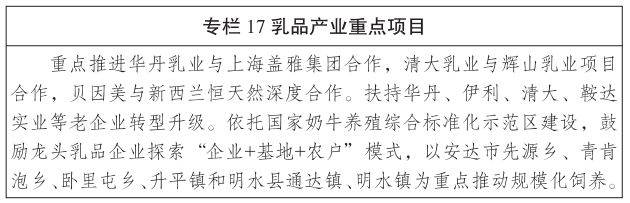 专栏 17 乳品产业重点项目
重点推进华丹乳业与上海盖雅集团合作，清大乳业与辉山乳业项目
合作，贝因美与新西兰恒天然深度合作。扶持华丹、伊利、清大、鞍达
实业等老企业转型升级。依托国家奶牛养殖综合标准化示范区建设，鼓
励龙头乳品企业探索“企业+基地+农户”模式，以安达市先源乡、青肯
泡乡、卧里屯乡、升平镇和明水县通达镇、明水镇为重点推动规模化饲养。